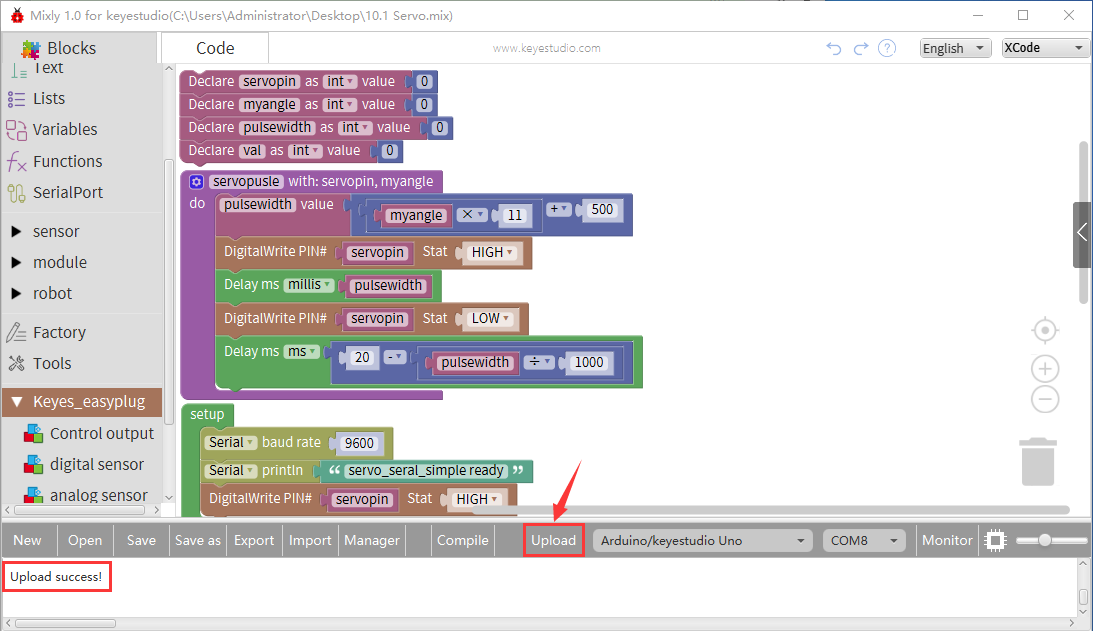 Mixly 1.0 for keyestudio(C:\Users\Administrator\Desktop\10.1 Servo.mix)
Blocks
Code
www.keyestudio.com
?
English
XCode
Text
Lists
Variables
Functions
SerialPort
sensor
module
robot
Factory
Tools
Keyes_easyplug
Control output
digital sensor
analog sensor
Declare servopin as int value 0
Declare myangle as int value 0
Declare pulsewidth as int value 0
Declare val as int value 0
servopusle with: servopin, myangle
do pulsewidth value myangle × 11 + 500
DigitalWrite PIN# servopin Stat HIGH
Delay ms millis pulsewidth
DigitalWrite PIN# servopin Stat LOW
Delay ms ms 20 - pulsewidth ÷ 1000
setup
Serial baud rate 9600
Serial println “ servo_seral_simple ready ”
DigitalWrite PIN# servopin Stat HIGH
New Open Save Save as Export Import Manager Compile Upload Arduino/keyestudio Uno COM8 Monitor
Upload success!